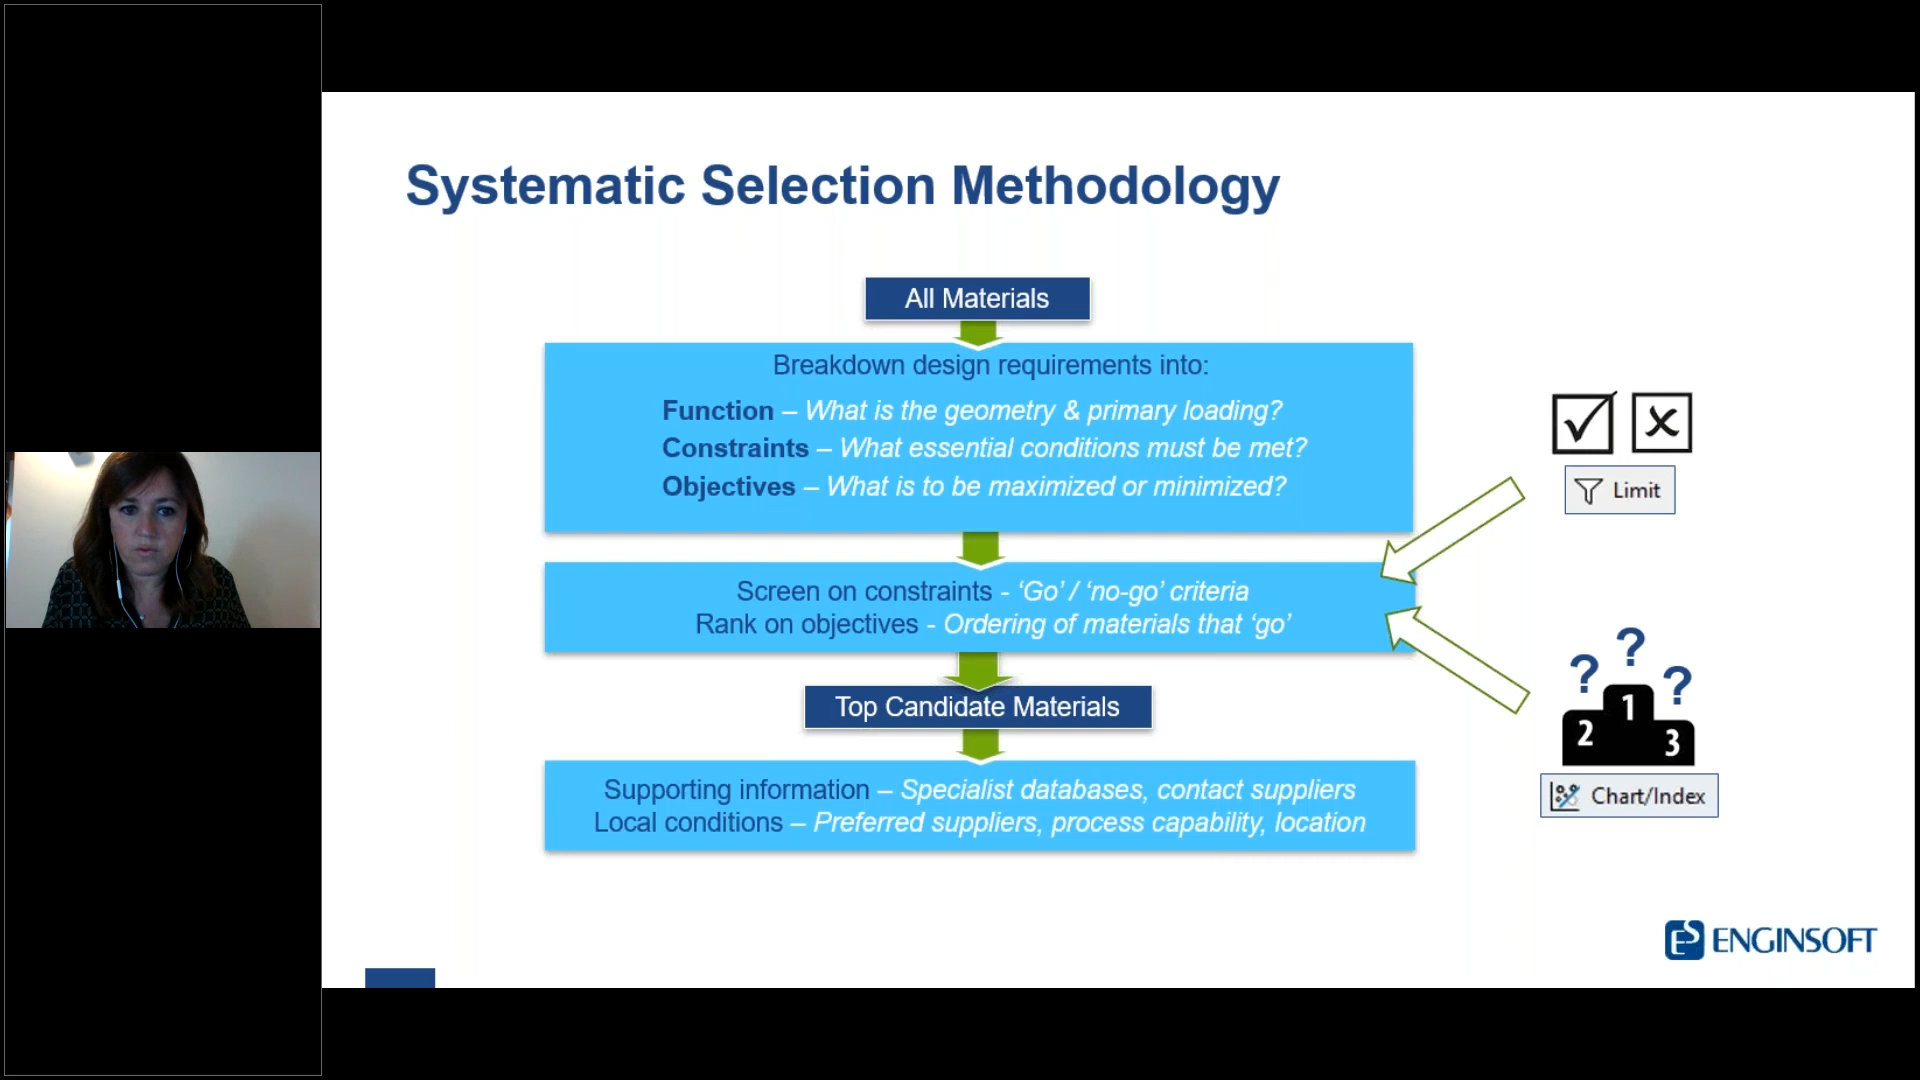 Systematic Selection Methodology
All Materials
Breakdown design requirements into:
Function – What is the geometry & primary loading?
Constraints – What essential conditions must be met?
Objectives – What is to be maximized or minimized?
Limit
Screen on constraints - ‘Go’ / ‘no-go’ criteria
Rank on objectives - Ordering of materials that ‘go’
? ? ?
2 1 3
Chart/Index
Top Candidate Materials
Supporting information – Specialist databases, contact suppliers
Local conditions – Preferred suppliers, process capability, location
ES ENGINSOFT